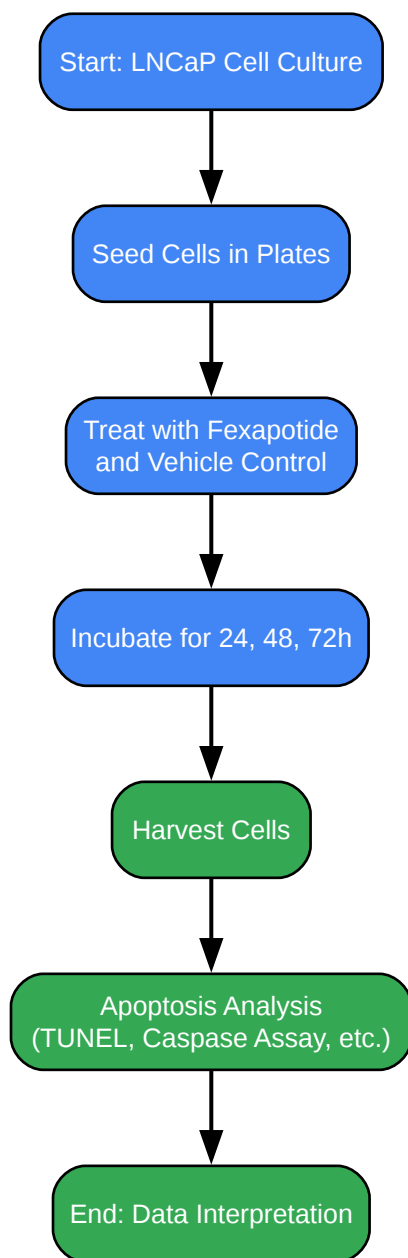 Start: LNCaP Cell Culture
Seed Cells in Plates
Treat with Fexapotide
and Vehicle Control
Incubate for 24, 48, 72h
Harvest Cells
Apoptosis Analysis
(TUNEL, Caspase Assay, etc.)
End: Data Interpretation